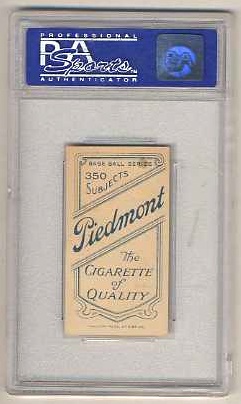 PROFESSIONAL
PSA
Sports
AUTHENTICATOR
BASE BALL SERIES
350
SUBJECTS
Piedmont
The
CIGARETTE
of
QUALITY